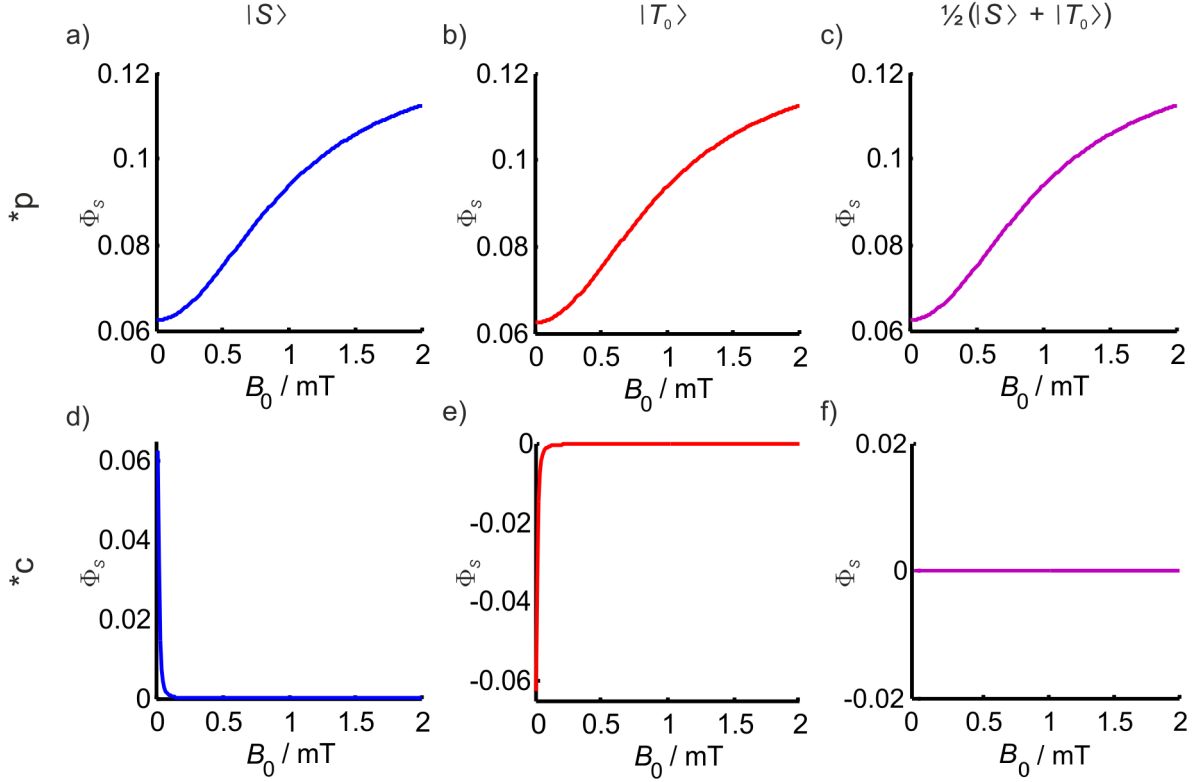 |S⟩ |T₀⟩ ½(|S⟩ + |T₀⟩)
a) b) c)
0.12 0.12 0.12
0.1 0.1 0.1
*p Φₛ Φₛ Φₛ
0.08 0.08 0.08
0.06 0.06 0.06
0 0.5 1 1.5 2 0 0.5 1 1.5 2 0 0.5 1 1.5 2
B₀ / mT B₀ / mT B₀ / mT
d) e) f)
0.06 0 0.02
0.04 -0.02
*c Φₛ Φₛ Φₛ 0
0.02 -0.04
-0.06
0 -0.02
0 0.5 1 1.5 2 0 0.5 1 1.5 2 0 0.5 1 1.5 2
B₀ / mT B₀ / mT B₀ / mT